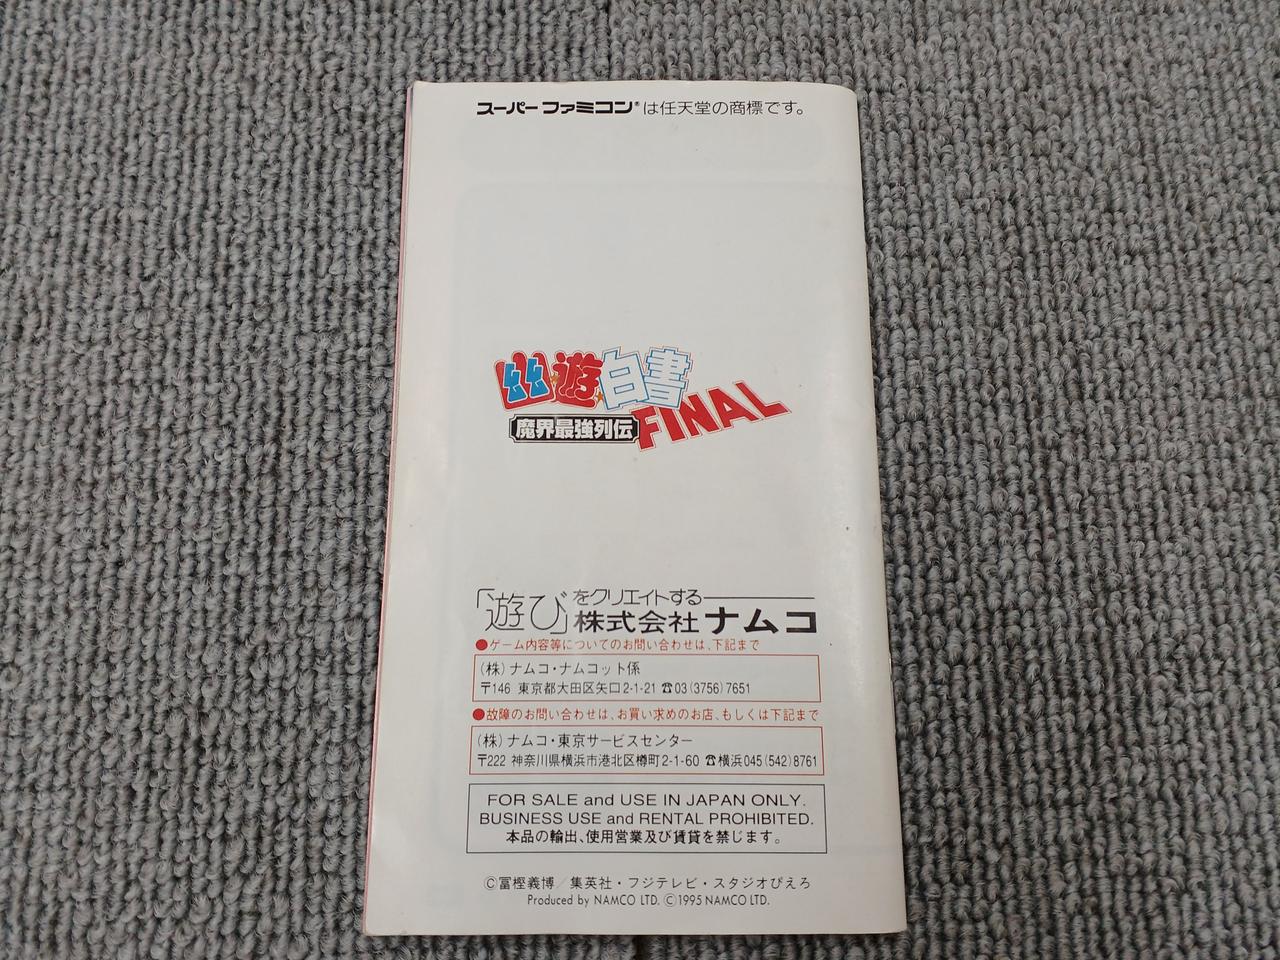 スーパーファミコン®は任天堂の商標です。
幽☆遊☆白書
FINAL
魔界最強列伝
「遊び」をクリエイトする
株式会社ナムコ
●ゲーム内容等についてのお問い合わせは、下記まで
(株)ナムコ・ナムコット係
〒146 東京都大田区矢口2-1-21 ☎03(3756)7651
●故障のお問い合わせは、お買い求めのお店、もしくは下記まで
(株)ナムコ・東京サービスセンター
〒222 神奈川県横浜市港北区樽町2-1-60 ☎横浜045(542)8761
FOR SALE and USE IN JAPAN ONLY.
BUSINESS USE and RENTAL PROHIBITED.
本品の輸出、使用営業及び賃貸を禁じます。
©冨樫義博/集英社・フジテレビ・スタジオぴえろ
Produced by NAMCO LTD. ©1995 NAMCO LTD.